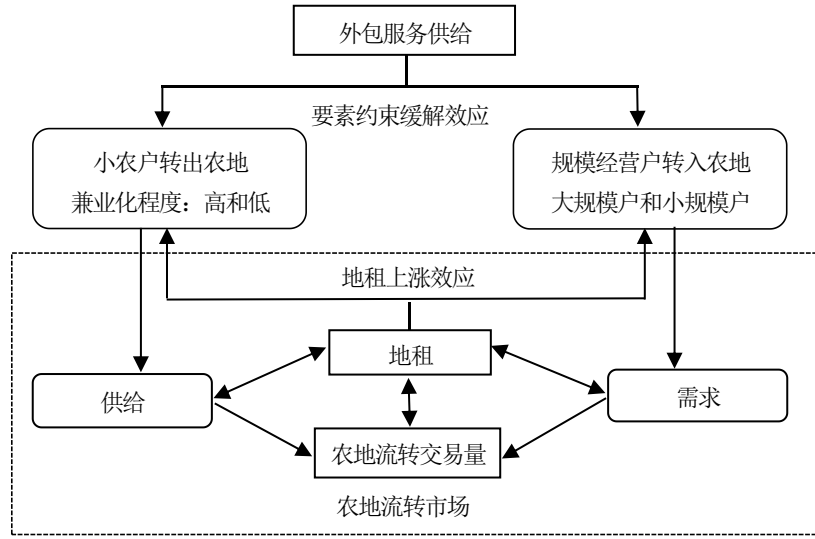 外包服务供给
要素约束缓解效应
小农户转出农地
兼业化程度：高和低
规模经营户转入农地
大规模户和小规模户
地租上涨效应
地租
供给
需求
农地流转交易量
农地流转市场